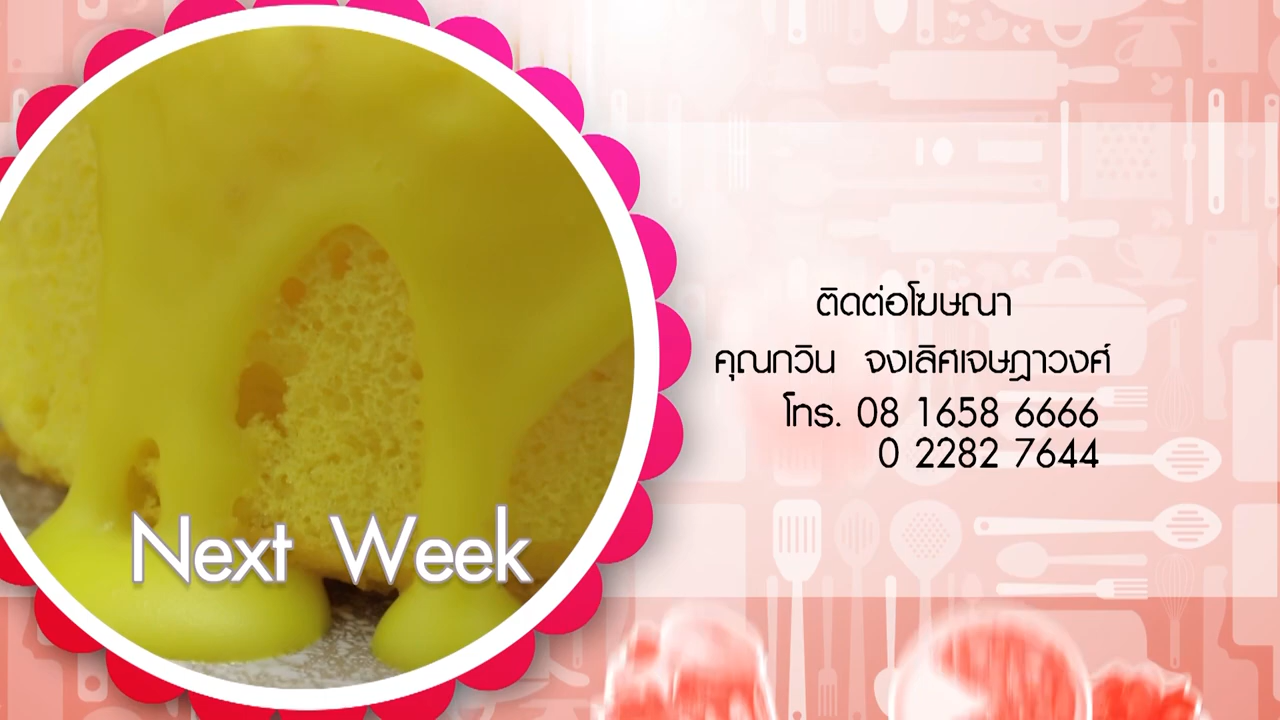 ติดต่อโฆษณา
คุณกวิน จงเลิศเจษฎาวงศ์
โทร. 08 1658 6666
0 2282 7644
Next Week